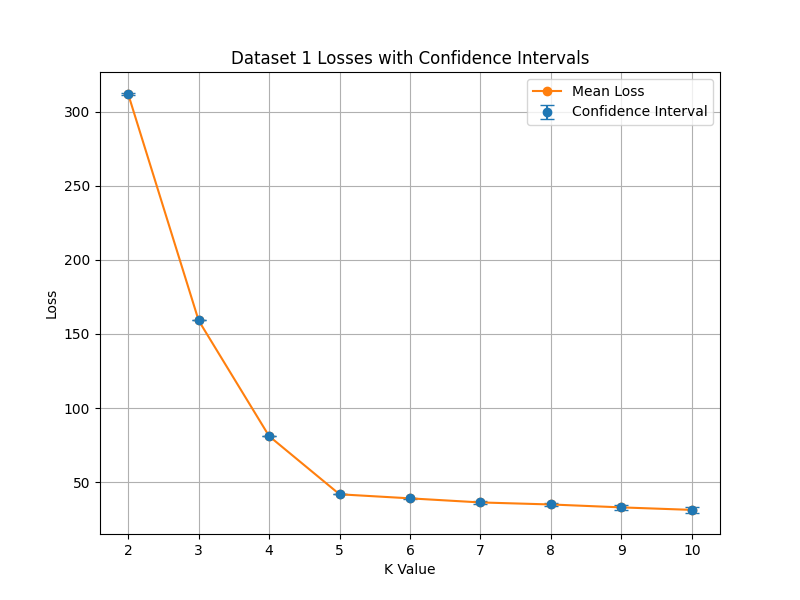 Dataset 1 Losses with Confidence Intervals
Mean Loss
Confidence Interval
300
250
200
150
100
50
Loss
2 3 4 5 6 7 8 9 10
K Value